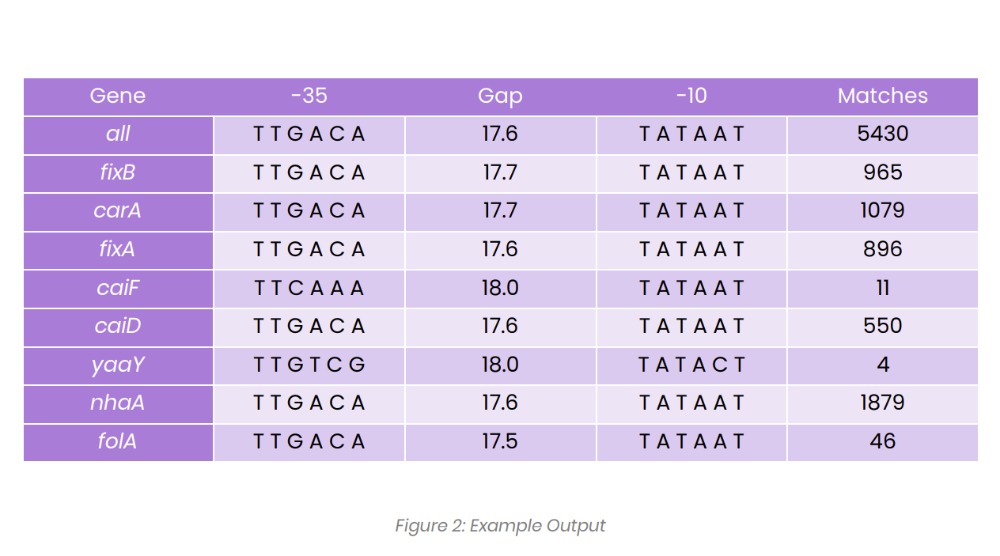 Gene -35 Gap -10 Matches
all T T G A C A 17.6 T A T A A T 5430
fixB T T G A C A 17.7 T A T A A T 965
carA T T G A C A 17.7 T A T A A T 1079
fixA T T G A C A 17.6 T A T A A T 896
caiF T T C A A A 18.0 T A T A A T 11
caiD T T G A C A 17.6 T A T A A T 550
yaaY T T G T C G 18.0 T A T A C T 4
nhaA T T G A C A 17.6 T A T A A T 1879
folA T T G A C A 17.5 T A T A A T 46
Figure 2: Example Output